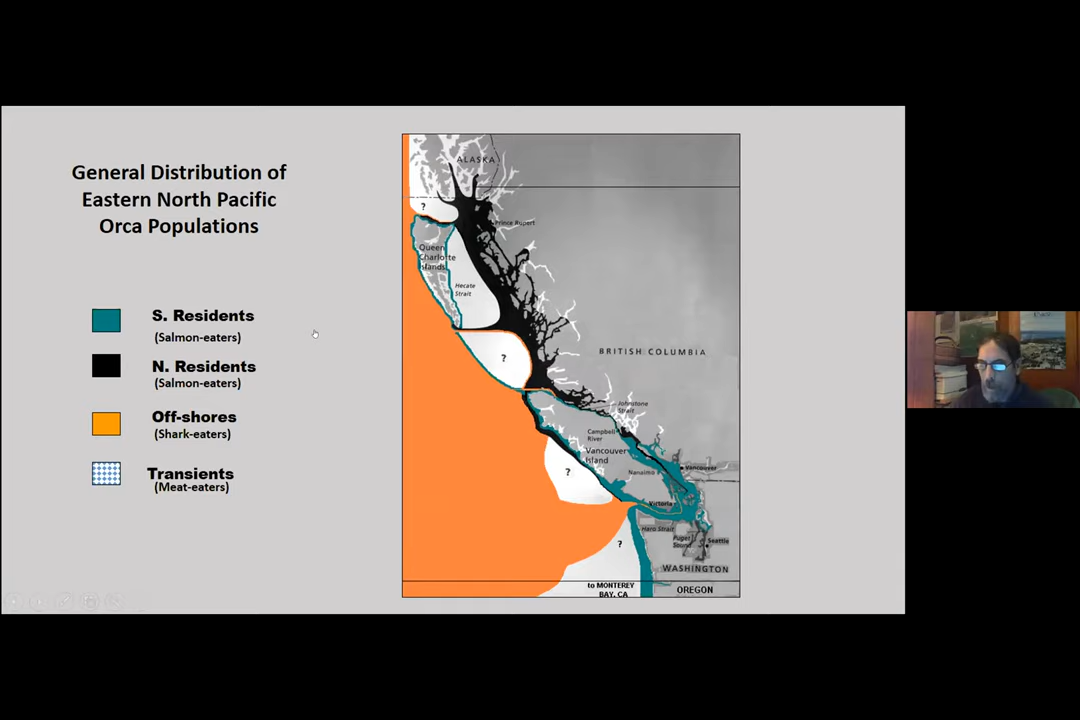 General Distribution of
Eastern North Pacific
Orca Populations
S. Residents
(Salmon-eaters)
N. Residents
(Salmon-eaters)
Off-shores
(Shark-eaters)
Transients
(Meat-eaters)
ALASKA
?
Prince Rupert
Queen
Charlotte
Islands
Hecate
Strait
?
BRITISH COLUMBIA
Johnstone
Strait
Campbell
River
Vancouver
Island
?
Nanaimo
Vancouver
Victoria
Haro Strait
Puget
Sound
Seattle
?
WASHINGTON
to MONTEREY
BAY, CA
OREGON